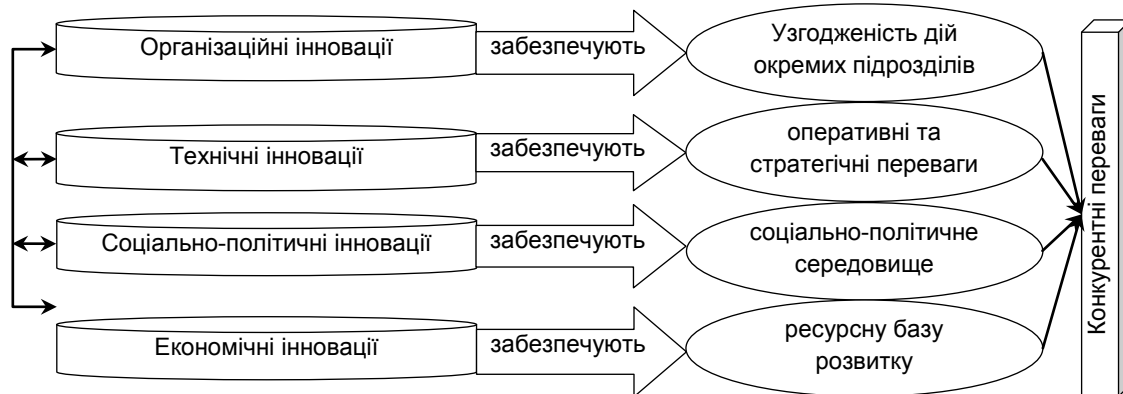 Організаційні інновації
забезпечують
Узгодженість дій
окремих підрозділів
Технічні інновації
забезпечують
оперативні та
стратегічні переваги
Соціально-політичні інновації
забезпечують
соціально-політичне
середовище
Економічні інновації
забезпечують
ресурсну базу
розвитку
Конкурентні переваги